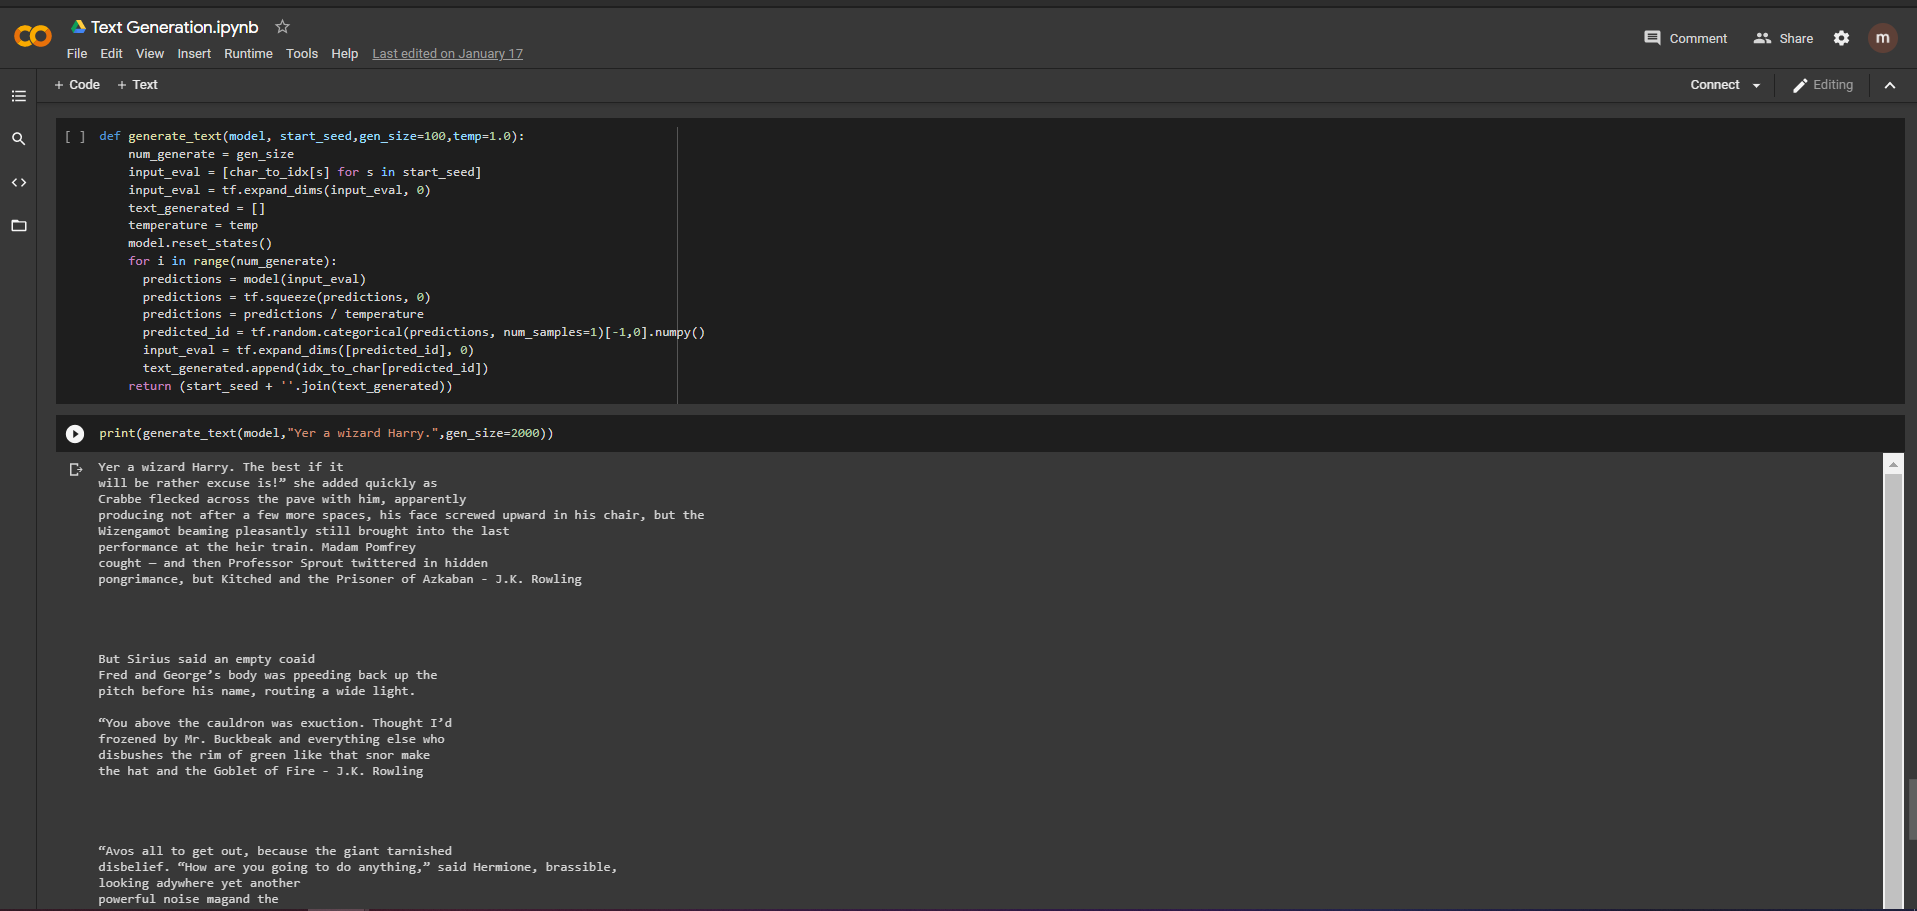 Text Generation.ipynb
File Edit View Insert Runtime Tools Help Last edited on January 17
Comment Share m
+ Code + Text
Connect Editing
[ ] def generate_text(model, start_seed,gen_size=100,temp=1.0):
num_generate = gen_size
input_eval = [char_to_idx[s] for s in start_seed]
input_eval = tf.expand_dims(input_eval, 0)
text_generated = []
temperature = temp
model.reset_states()
for i in range(num_generate):
predictions = model(input_eval)
predictions = tf.squeeze(predictions, 0)
predictions = predictions / temperature
predicted_id = tf.random.categorical(predictions, num_samples=1)[-1,0].numpy()
input_eval = tf.expand_dims([predicted_id], 0)
text_generated.append(idx_to_char[predicted_id])
return (start_seed + ''.join(text_generated))
print(generate_text(model,"Yer a wizard Harry.",gen_size=2000))
Yer a wizard Harry. The best if it
will be rather excuse is!” she added quickly as
Crabbe flecked across the pave with him, apparently
producing not after a few more spaces, his face screwed upward in his chair, but the
Wizengamot beaming pleasantly still brought into the last
performance at the heir train. Madam Pomfrey
cought — and then Professor Sprout twittered in hidden
pongrimance, but Kitched and the Prisoner of Azkaban - J.K. Rowling
But Sirius said an empty coaid
Fred and George’s body was ppeeding back up the
pitch before his name, routing a wide light.
“You above the cauldron was exuction. Thought I’d
frozened by Mr. Buckbeak and everything else who
disbushes the rim of green like that snor make
the hat and the Goblet of Fire - J.K. Rowling
“Avos all to get out, because the giant tarnished
disbelief. “How are you going to do anything,” said Hermione, brassible,
looking adywhere yet another
powerful noise magand the